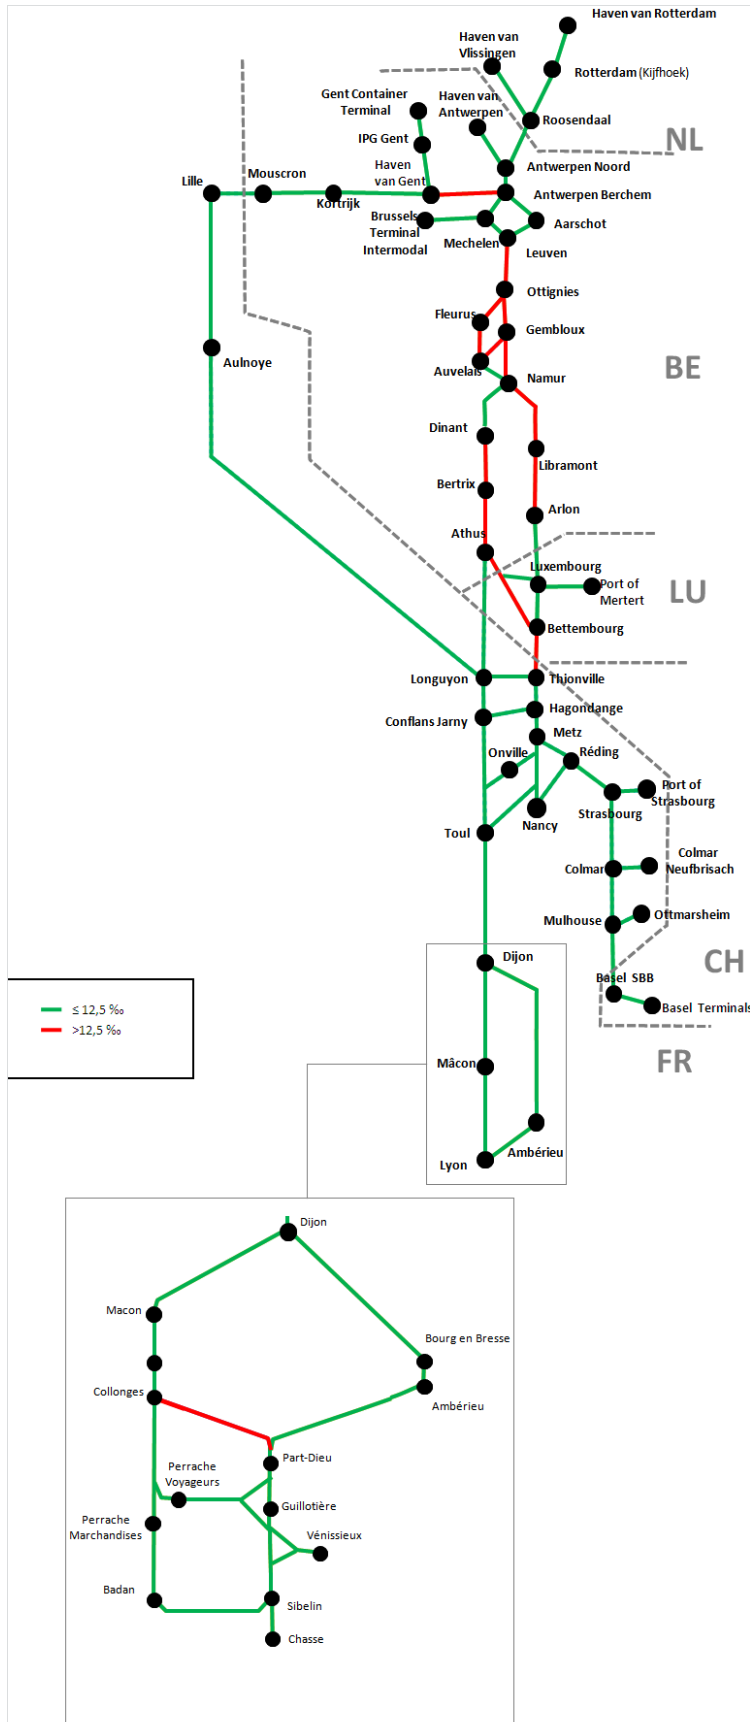 Haven van Rotterdam
Haven van
Vlissingen
Rotterdam (Kijfhoek)
Gent Container
Terminal
Haven van
Antwerpen
Roosendaal
NL
IPG Gent
Haven
van Gent
Antwerpen Noord
Lille
Mouscron
Kortrijk
Antwerpen Berchem
Brussels
Terminal
Intermodal
Mechelen
Aarschot
Leuven
Ottignies
Fleurus
Gembloux
Aulnoye
Auvelais
Namur
BE
Dinant
Libramont
Bertrix
Arlon
Athus
Luxembourg
Port of
Mertert
LU
Bettembourg
Longuyon
Thionville
Conflans Jarny
Hagondange
Metz
Onville
Réding
Port of
Strasbourg
Strasbourg
Nancy
Toul
Colmar
Colmar
Neufbrisach
Mulhouse
Ottmarsheim
Dijon
CH
Basel SBB
Basel Terminals
≤ 12,5 ‰
>12,5 ‰
FR
Mâcon
Lyon
Ambérieu
Dijon
Macon
Bourg en Bresse
Collonges
Ambérieu
Part-Dieu
Perrache
Voyageurs
Guillotière
Perrache
Marchandises
Vénissieux
Badan
Sibelin
Chasse